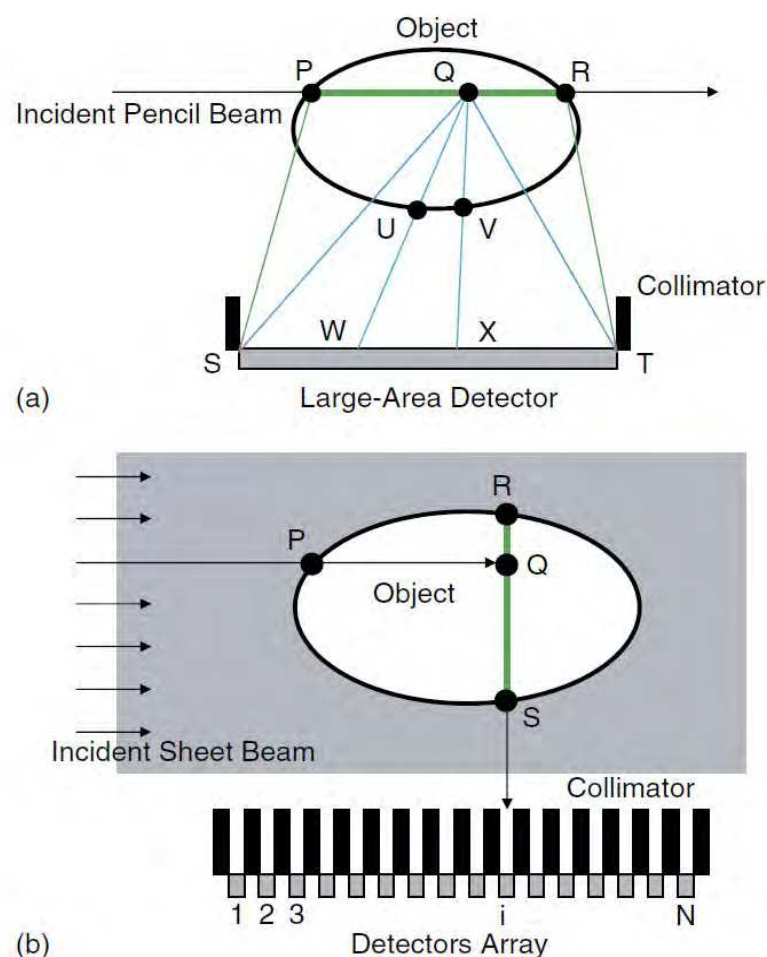 Object
P Q R
Incident Pencil Beam
U V
Collimator
W X
S T
(a) Large-Area Detector
R
P
Q
Object
S
Incident Sheet Beam
Collimator
1 2 3 i N
(b) Detectors Array